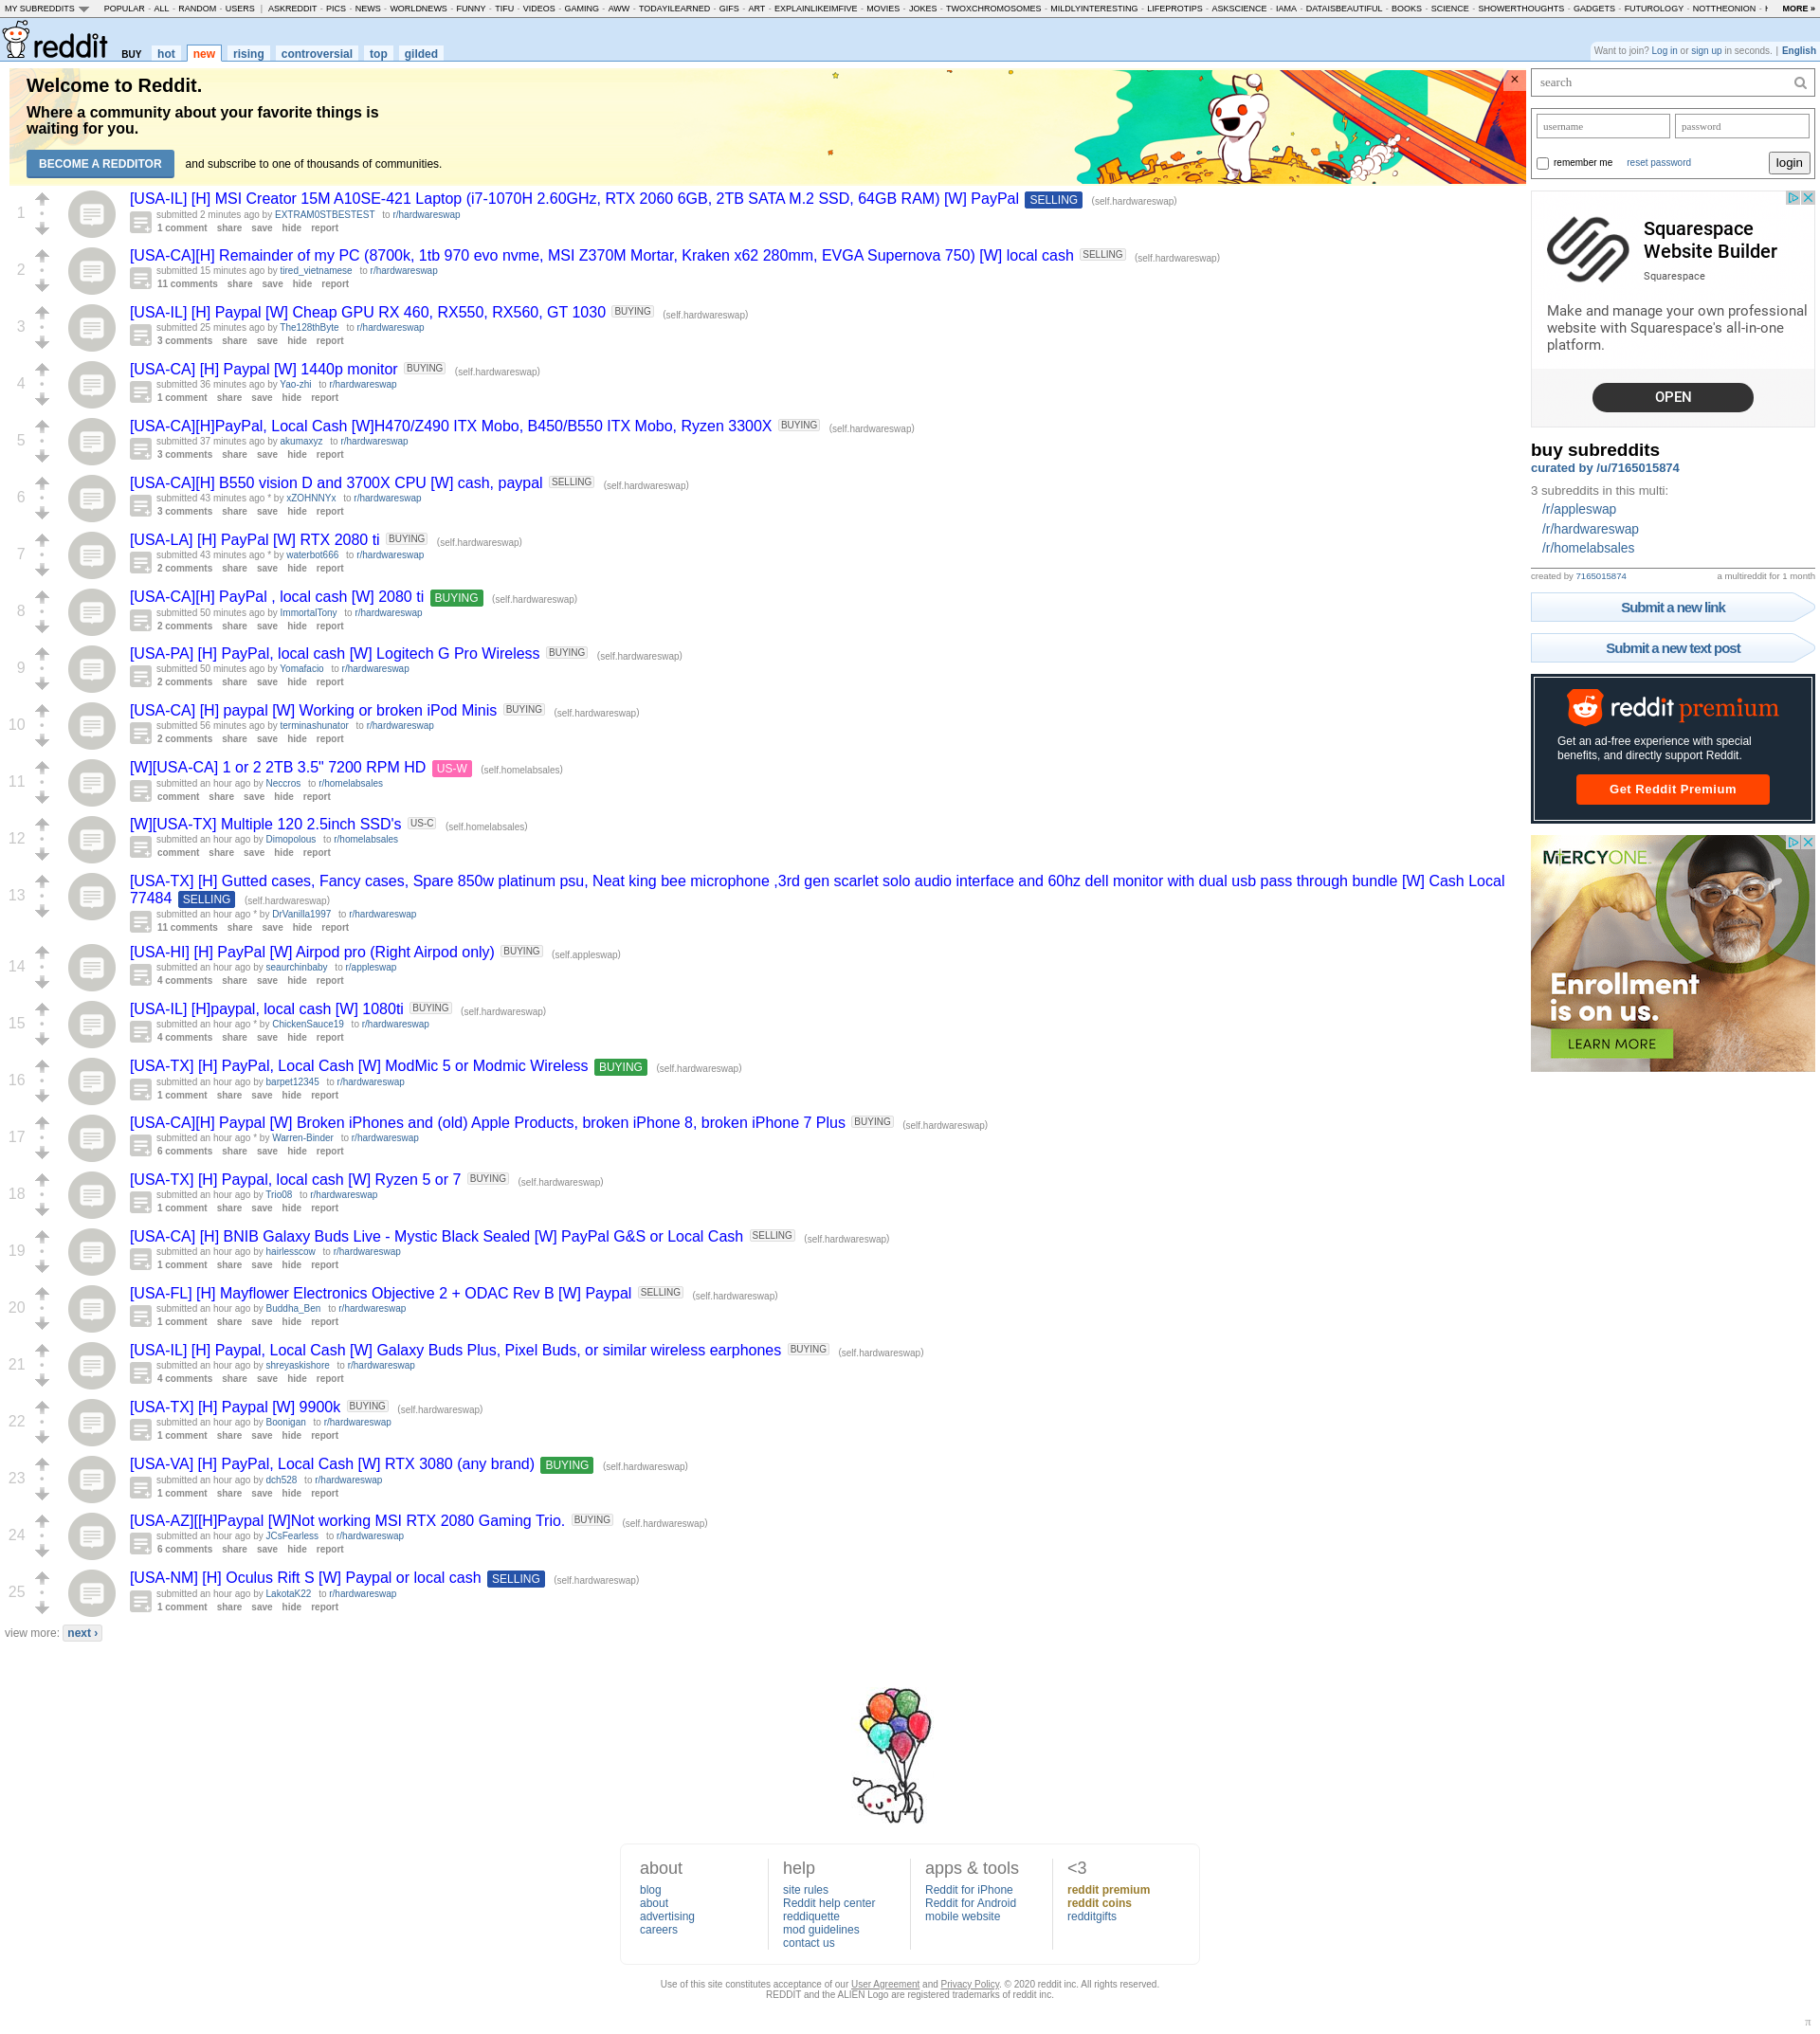 MY SUBREDDITS POPULAR - ALL - RANDOM - USERS | ASKREDDIT - PICS - NEWS - WORLDNEWS - FUNNY - TIFU - VIDEOS - GAMING - AWW - TODAYILEARNED - GIFS - ART - EXPLAINLIKEIMFIVE - MOVIES - JOKES - TWOXCHROMOSOMES - MILDLYINTERESTING - LIFEPROTIPS - ASKSCIENCE - IAMA - DATAISBEAUTIFUL - BOOKS - SCIENCE - SHOWERTHOUGHTS - GADGETS - FUTUROLOGY - NOTTHEONION - MORE »
reddit BUY hot new rising controversial top gilded
Want to join? Log in or sign up in seconds. | English
Welcome to Reddit.
Where a community about your favorite things is
waiting for you.
BECOME A REDDITOR and subscribe to one of thousands of communities.
×
1
[USA-IL] [H] MSI Creator 15M A10SE-421 Laptop (i7-1070H 2.60GHz, RTX 2060 6GB, 2TB SATA M.2 SSD, 64GB RAM) [W] PayPal SELLING (self.hardwareswap)
submitted 2 minutes ago by EXTRAM0STBESTEST to r/hardwareswap
1 comment share save hide report
2
[USA-CA][H] Remainder of my PC (8700k, 1tb 970 evo nvme, MSI Z370M Mortar, Kraken x62 280mm, EVGA Supernova 750) [W] local cash SELLING (self.hardwareswap)
submitted 15 minutes ago by tired_vietnamese to r/hardwareswap
11 comments share save hide report
3
[USA-IL] [H] Paypal [W] Cheap GPU RX 460, RX550, RX560, GT 1030 BUYING (self.hardwareswap)
submitted 25 minutes ago by The128thByte to r/hardwareswap
3 comments share save hide report
4
[USA-CA] [H] Paypal [W] 1440p monitor BUYING (self.hardwareswap)
submitted 36 minutes ago by Yao-zhi to r/hardwareswap
1 comment share save hide report
5
[USA-CA][H]PayPal, Local Cash [W]H470/Z490 ITX Mobo, B450/B550 ITX Mobo, Ryzen 3300X BUYING (self.hardwareswap)
submitted 37 minutes ago by akumaxyz to r/hardwareswap
3 comments share save hide report
6
[USA-CA][H] B550 vision D and 3700X CPU [W] cash, paypal SELLING (self.hardwareswap)
submitted 43 minutes ago * by xZOHNNYx to r/hardwareswap
3 comments share save hide report
7
[USA-LA] [H] PayPal [W] RTX 2080 ti BUYING (self.hardwareswap)
submitted 43 minutes ago * by waterbot666 to r/hardwareswap
2 comments share save hide report
8
[USA-CA][H] PayPal , local cash [W] 2080 ti BUYING (self.hardwareswap)
submitted 50 minutes ago by ImmortalTony to r/hardwareswap
2 comments share save hide report
9
[USA-PA] [H] PayPal, local cash [W] Logitech G Pro Wireless BUYING (self.hardwareswap)
submitted 50 minutes ago by Yomafacio to r/hardwareswap
2 comments share save hide report
10
[USA-CA] [H] paypal [W] Working or broken iPod Minis BUYING (self.hardwareswap)
submitted 56 minutes ago by terminashunator to r/hardwareswap
2 comments share save hide report
11
[W][USA-CA] 1 or 2 2TB 3.5" 7200 RPM HD US-W (self.homelabsales)
submitted an hour ago by Neccros to r/homelabsales
comment share save hide report
12
[W][USA-TX] Multiple 120 2.5inch SSD's US-C (self.homelabsales)
submitted an hour ago by Dimopolous to r/homelabsales
comment share save hide report
13
[USA-TX] [H] Gutted cases, Fancy cases, Spare 850w platinum psu, Neat king bee microphone ,3rd gen scarlet solo audio interface and 60hz dell monitor with dual usb pass through bundle [W] Cash Local
77484 SELLING (self.hardwareswap)
submitted an hour ago * by DrVanilla1997 to r/hardwareswap
11 comments share save hide report
14
[USA-HI] [H] PayPal [W] Airpod pro (Right Airpod only) BUYING (self.appleswap)
submitted an hour ago by seaurchinbaby to r/appleswap
4 comments share save hide report
15
[USA-IL] [H]paypal, local cash [W] 1080ti BUYING (self.hardwareswap)
submitted an hour ago * by ChickenSauce19 to r/hardwareswap
4 comments share save hide report
16
[USA-TX] [H] PayPal, Local Cash [W] ModMic 5 or Modmic Wireless BUYING (self.hardwareswap)
submitted an hour ago by barpet12345 to r/hardwareswap
1 comment share save hide report
17
[USA-CA][H] Paypal [W] Broken iPhones and (old) Apple Products, broken iPhone 8, broken iPhone 7 Plus BUYING (self.hardwareswap)
submitted an hour ago * by Warren-Binder to r/hardwareswap
6 comments share save hide report
18
[USA-TX] [H] Paypal, local cash [W] Ryzen 5 or 7 BUYING (self.hardwareswap)
submitted an hour ago by Trio08 to r/hardwareswap
1 comment share save hide report
19
[USA-CA] [H] BNIB Galaxy Buds Live - Mystic Black Sealed [W] PayPal G&S or Local Cash SELLING (self.hardwareswap)
submitted an hour ago by hairlesscow to r/hardwareswap
1 comment share save hide report
20
[USA-FL] [H] Mayflower Electronics Objective 2 + ODAC Rev B [W] Paypal SELLING (self.hardwareswap)
submitted an hour ago by Buddha_Ben to r/hardwareswap
1 comment share save hide report
21
[USA-IL] [H] Paypal, Local Cash [W] Galaxy Buds Plus, Pixel Buds, or similar wireless earphones BUYING (self.hardwareswap)
submitted an hour ago by shreyaskishore to r/hardwareswap
4 comments share save hide report
22
[USA-TX] [H] Paypal [W] 9900k BUYING (self.hardwareswap)
submitted an hour ago by Boonigan to r/hardwareswap
1 comment share save hide report
23
[USA-VA] [H] PayPal, Local Cash [W] RTX 3080 (any brand) BUYING (self.hardwareswap)
submitted an hour ago by dch528 to r/hardwareswap
1 comment share save hide report
24
[USA-AZ][[H]Paypal [W]Not working MSI RTX 2080 Gaming Trio. BUYING (self.hardwareswap)
submitted an hour ago by JCsFearless to r/hardwareswap
6 comments share save hide report
25
[USA-NM] [H] Oculus Rift S [W] Paypal or local cash SELLING (self.hardwareswap)
submitted an hour ago by LakotaK22 to r/hardwareswap
1 comment share save hide report
view more: next ›
search
username password
remember me reset password login
Squarespace
Website Builder
Squarespace
Make and manage your own professional
website with Squarespace's all-in-one
platform.
OPEN
buy subreddits
curated by /u/7165015874
3 subreddits in this multi:
/r/appleswap
/r/hardwareswap
/r/homelabsales
created by 7165015874 a multireddit for 1 month
Submit a new link
Submit a new text post
reddit premium
Get an ad-free experience with special
benefits, and directly support Reddit.
Get Reddit Premium
MERCYONE
Enrollment
is on us.
LEARN MORE
about
blog
about
advertising
careers
help
site rules
Reddit help center
reddiquette
mod guidelines
contact us
apps & tools
Reddit for iPhone
Reddit for Android
mobile website
<3
reddit premium
reddit coins
redditgifts
Use of this site constitutes acceptance of our User Agreement and Privacy Policy. © 2020 reddit inc. All rights reserved.
REDDIT and the ALIEN Logo are registered trademarks of reddit inc.
π